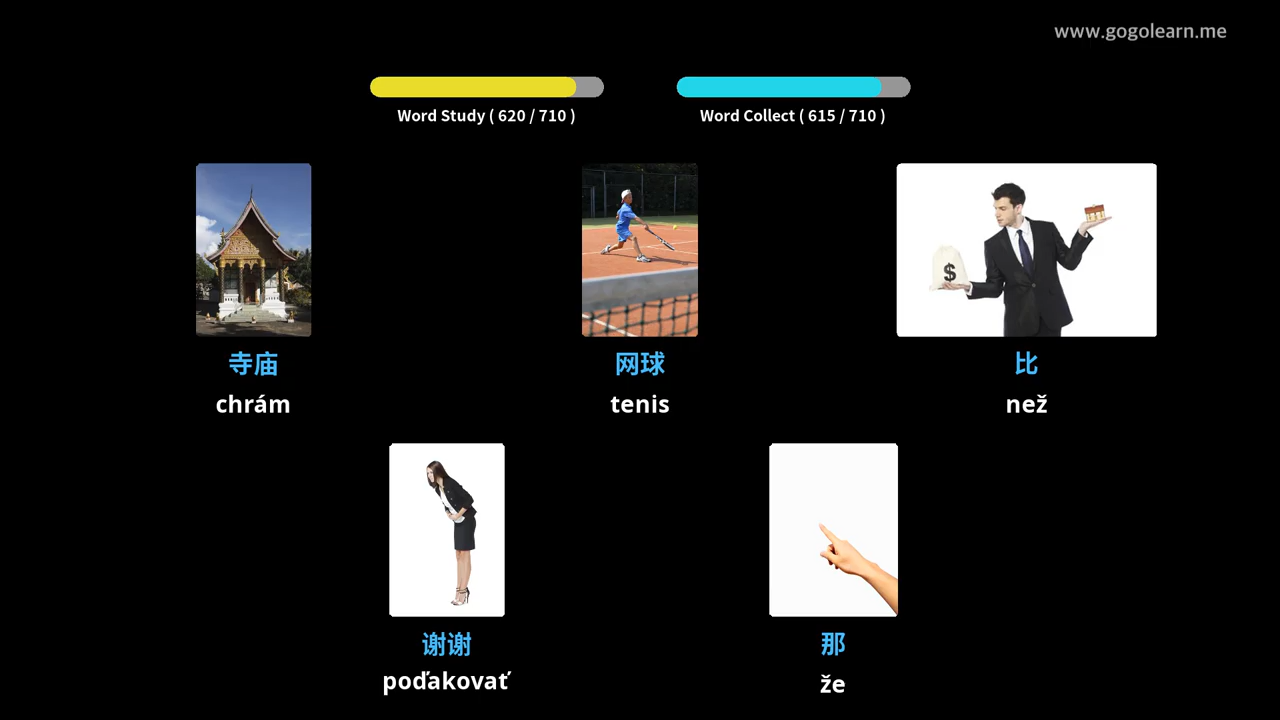 www.gogolearn.me
Word Study ( 620 / 710 )
Word Collect ( 615 / 710 )
寺庙
chrám
网球
tenis
比
než
$
谢谢
poďakovať
那
že